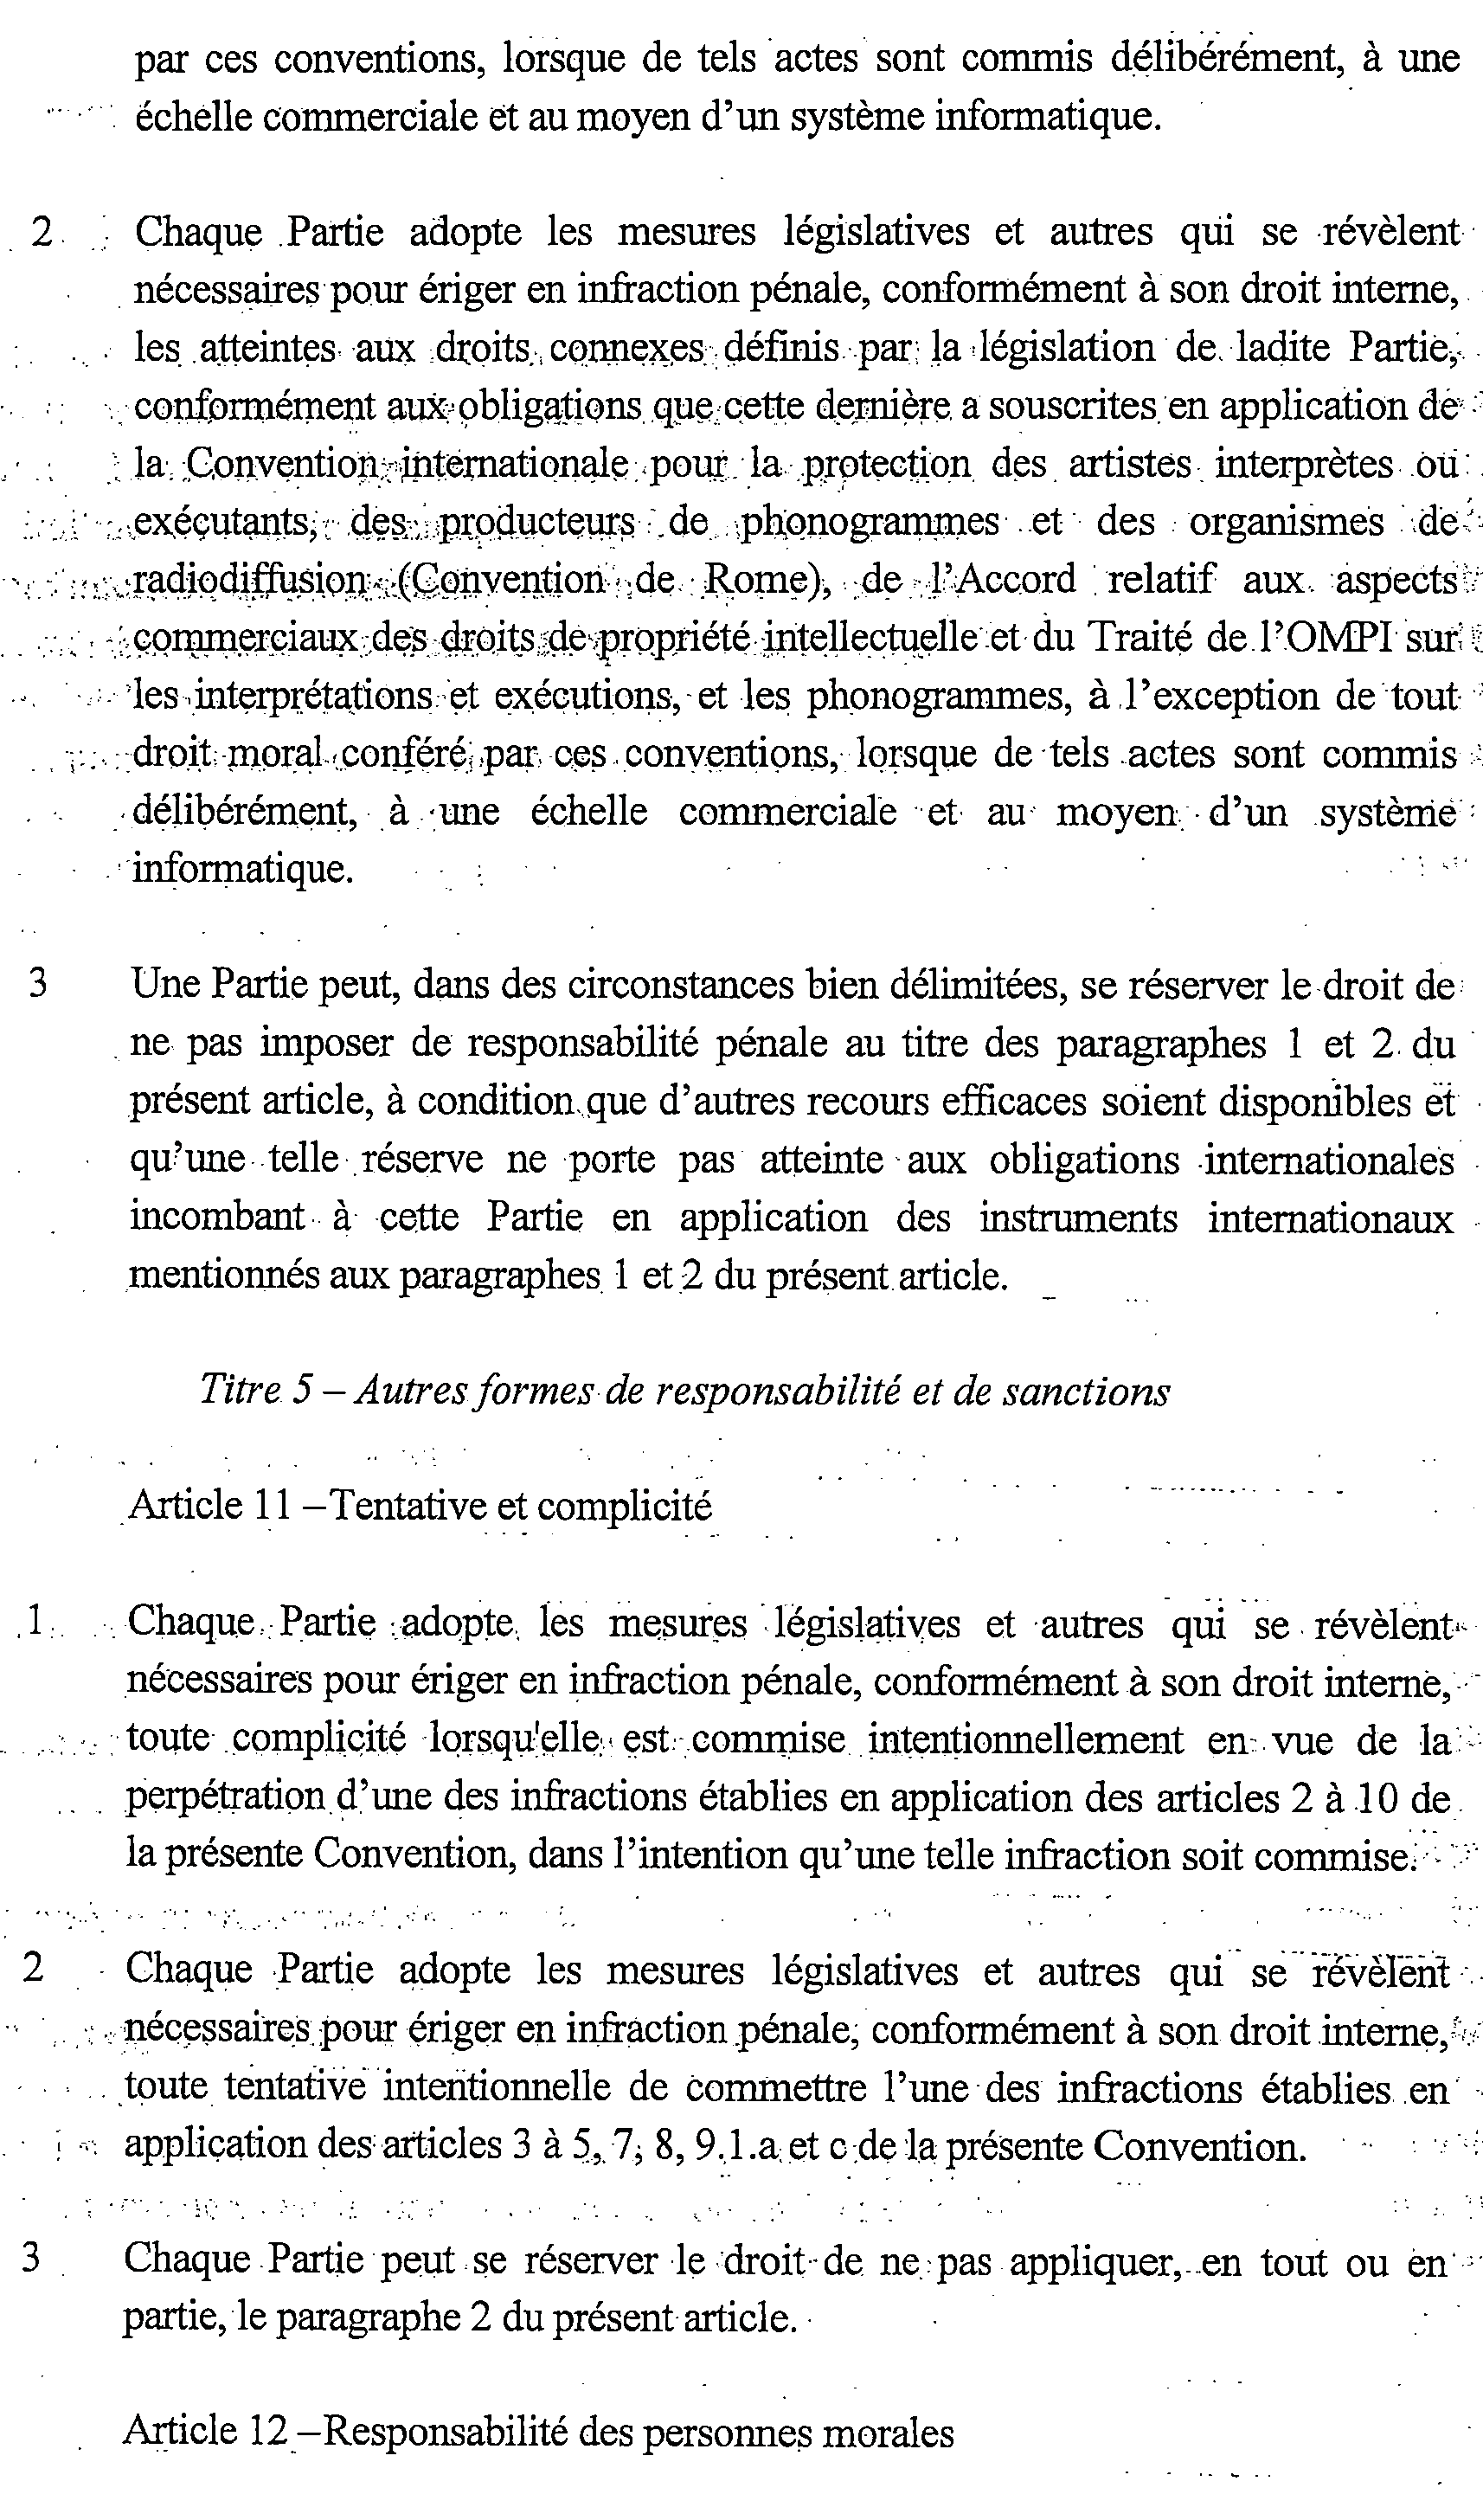 par ces conventions, lorsque de tels actes sont commis délibérément, à une
échelle commerciale et au moyen d'un système informatique.
2 Chaque Partie adopte les mesures législatives et autres qui se révèlent
nécessaires pour ériger en infraction pénale, conformément à son droit interne,
les atteintes aux droits connexes définis par la législation de ladite Partie,
conformément aux obligations que cette dernière a souscrites en application de
la Convention internationale pour la protection des artistes interprètes ou
exécutants, des producteurs de phonogrammes et des organismes de
radiodiffusion (Convention de Rome), de l'Accord relatif aux aspects
commerciaux des droits de propriété intellectuelle et du Traité de l'OMPI sur
les interprétations et exécutions, et les phonogrammes, à l'exception de tout
droit moral conféré par ces conventions, lorsque de tels actes sont commis
délibérément, à une échelle commerciale et au moyen d'un système
informatique.
3 Une Partie peut, dans des circonstances bien délimitées, se réserver le droit de
ne pas imposer de responsabilité pénale au titre des paragraphes 1 et 2 du
présent article, à condition que d'autres recours efficaces soient disponibles et
qu'une telle réserve ne porte pas atteinte aux obligations internationales
incombant à cette Partie en application des instruments internationaux
mentionnés aux paragraphes 1 et 2 du présent article.
Titre 5 – Autres formes de responsabilité et de sanctions
Article 11 –Tentative et complicité
1 Chaque Partie adopte les mesures législatives et autres qui se révèlent
nécessaires pour ériger en infraction pénale, conformément à son droit interne,
toute complicité lorsqu'elle est commise intentionnellement en vue de la
perpétration d'une des infractions établies en application des articles 2 à 10 de
la présente Convention, dans l'intention qu'une telle infraction soit commise.
2 Chaque Partie adopte les mesures législatives et autres qui se révèlent
nécessaires pour ériger en infraction pénale, conformément à son droit interne,
toute tentative intentionnelle de commettre l'une des infractions établies en
application des articles 3 à 5, 7, 8, 9.1.a et c de la présente Convention.
3 Chaque Partie peut se réserver le droit de ne pas appliquer, en tout ou en
partie, le paragraphe 2 du présent article.
Article 12 –Responsabilité des personnes morales